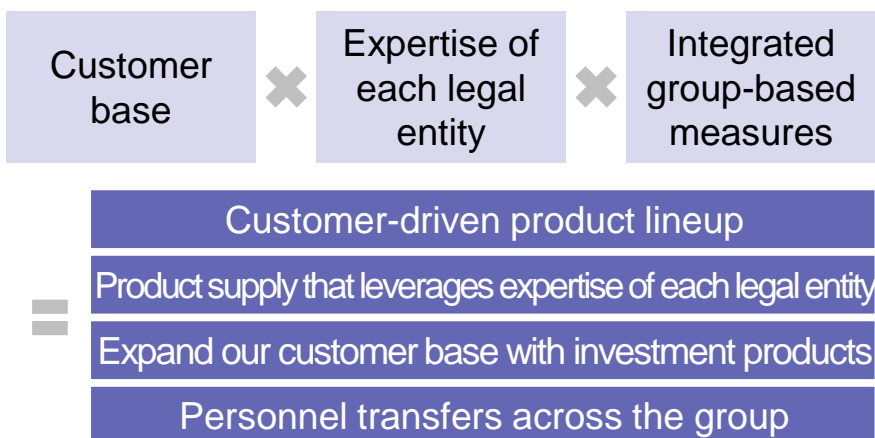 Customer
base
Expertise of
each legal
entity
Integrated
group-based
measures
Customer-driven product lineup
Product supply that leverages expertise of each legal entity
Expand our customer base with investment products
Personnel transfers across the group